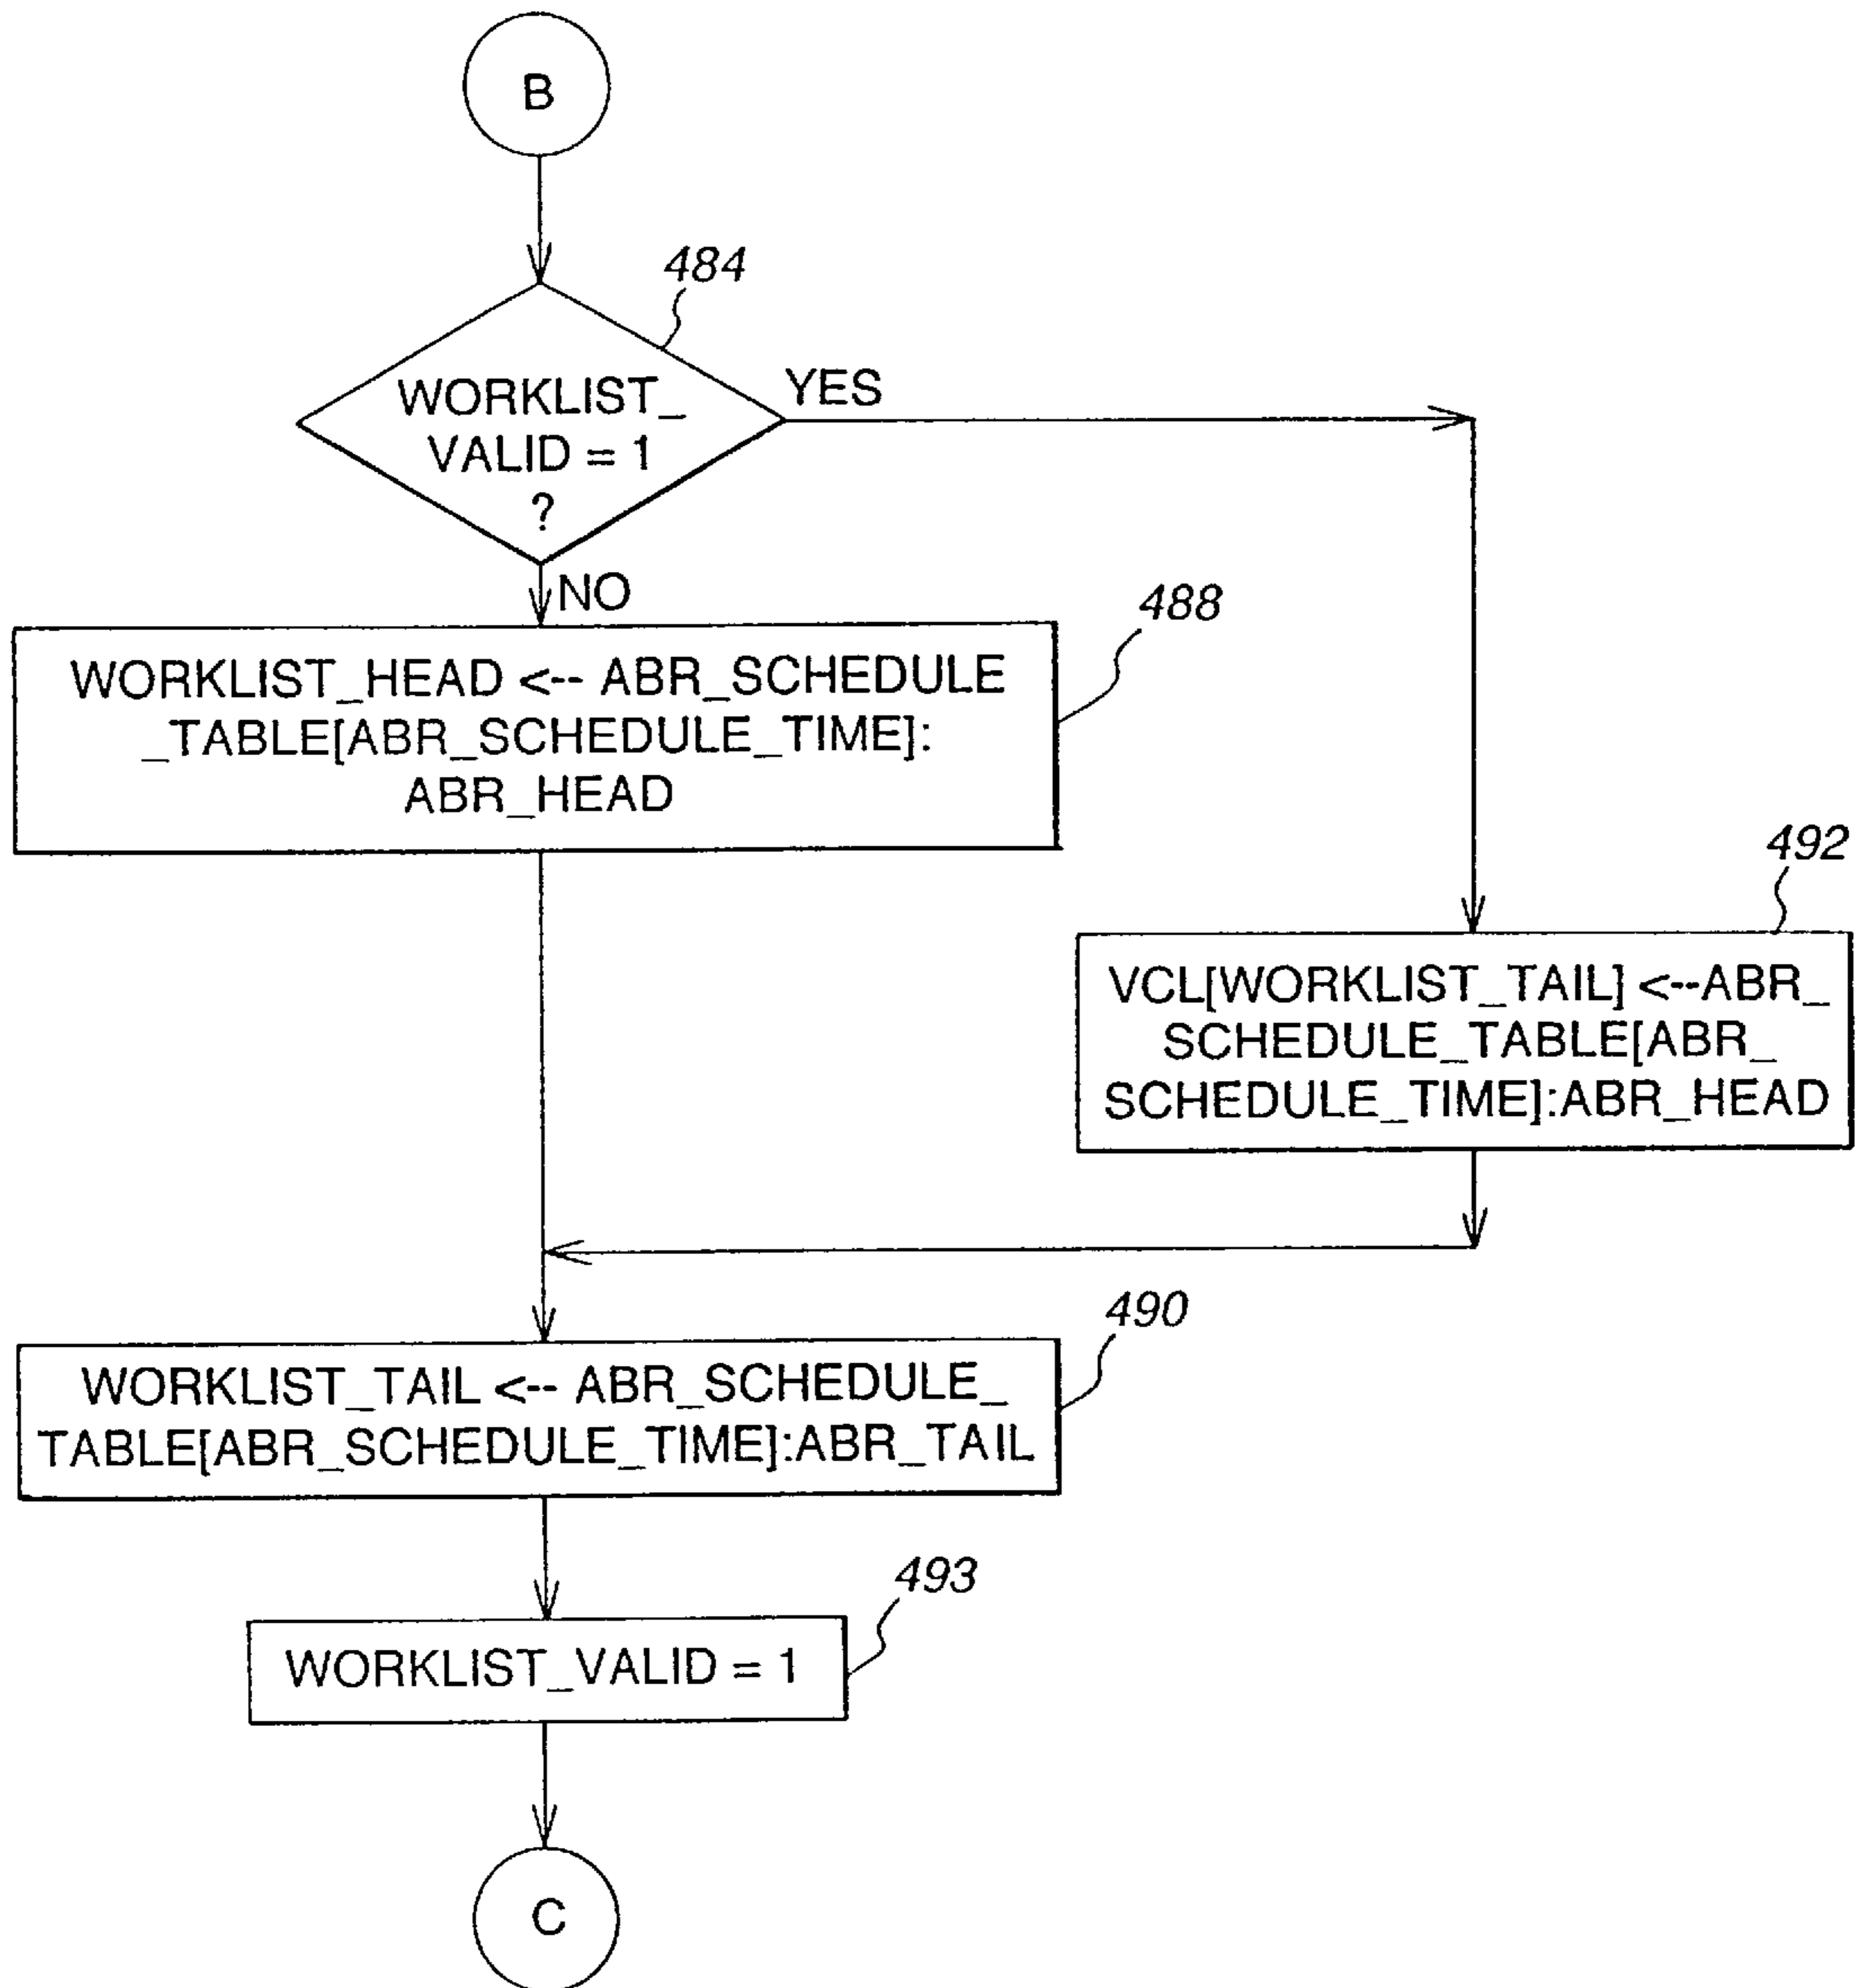 B
484
WORKLIST_
VALID = 1
?
YES
NO
488
WORKLIST_HEAD <-- ABR_SCHEDULE
_TABLE[ABR_SCHEDULE_TIME]:
ABR_HEAD
492
VCL[WORKLIST_TAIL] <--ABR_
SCHEDULE_TABLE[ABR_
SCHEDULE_TIME]:ABR_HEAD
490
WORKLIST_TAIL <-- ABR_SCHEDULE_
TABLE[ABR_SCHEDULE_TIME]:ABR_TAIL
493
WORKLIST_VALID = 1
C